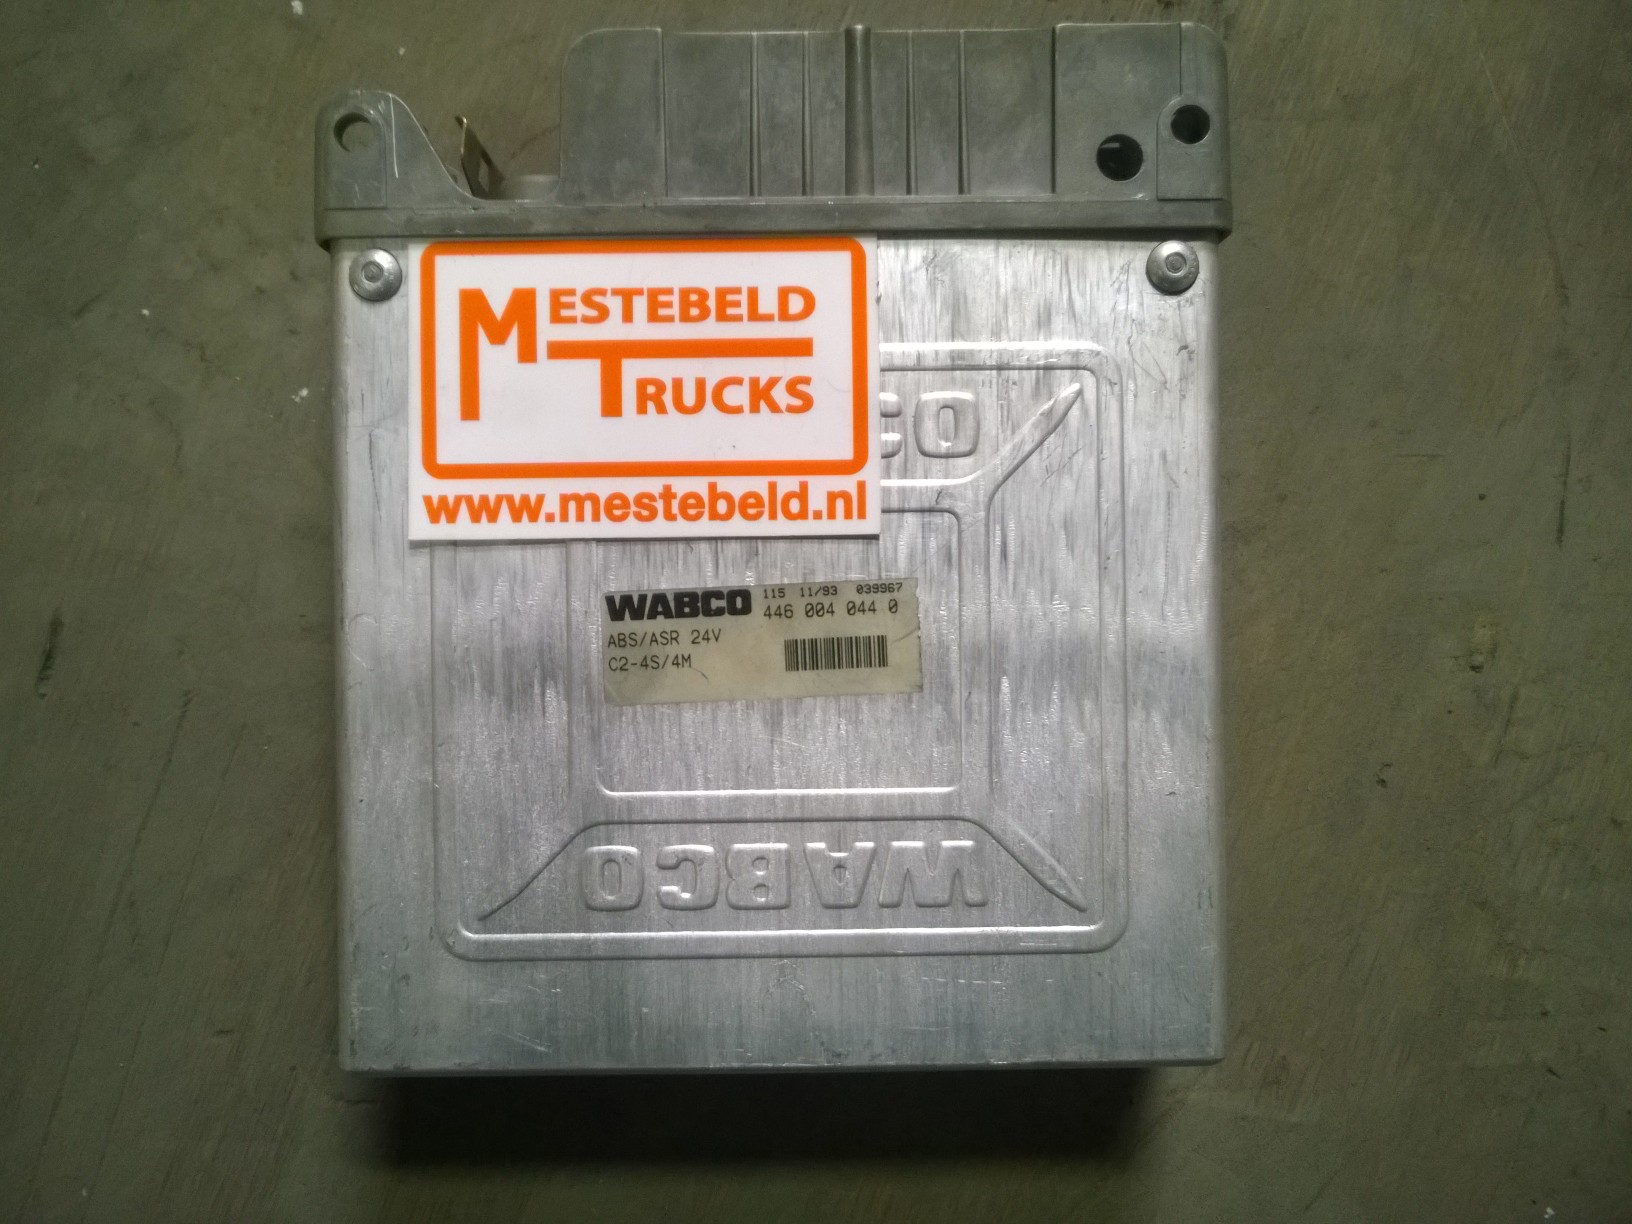 MESTEBELD
TRUCKS
CO
www.mestebeld.nl
WABCO 115 11/93 039967
446 004 044 0
ABS/ASR 24V
C2-4S/4M
WABCO